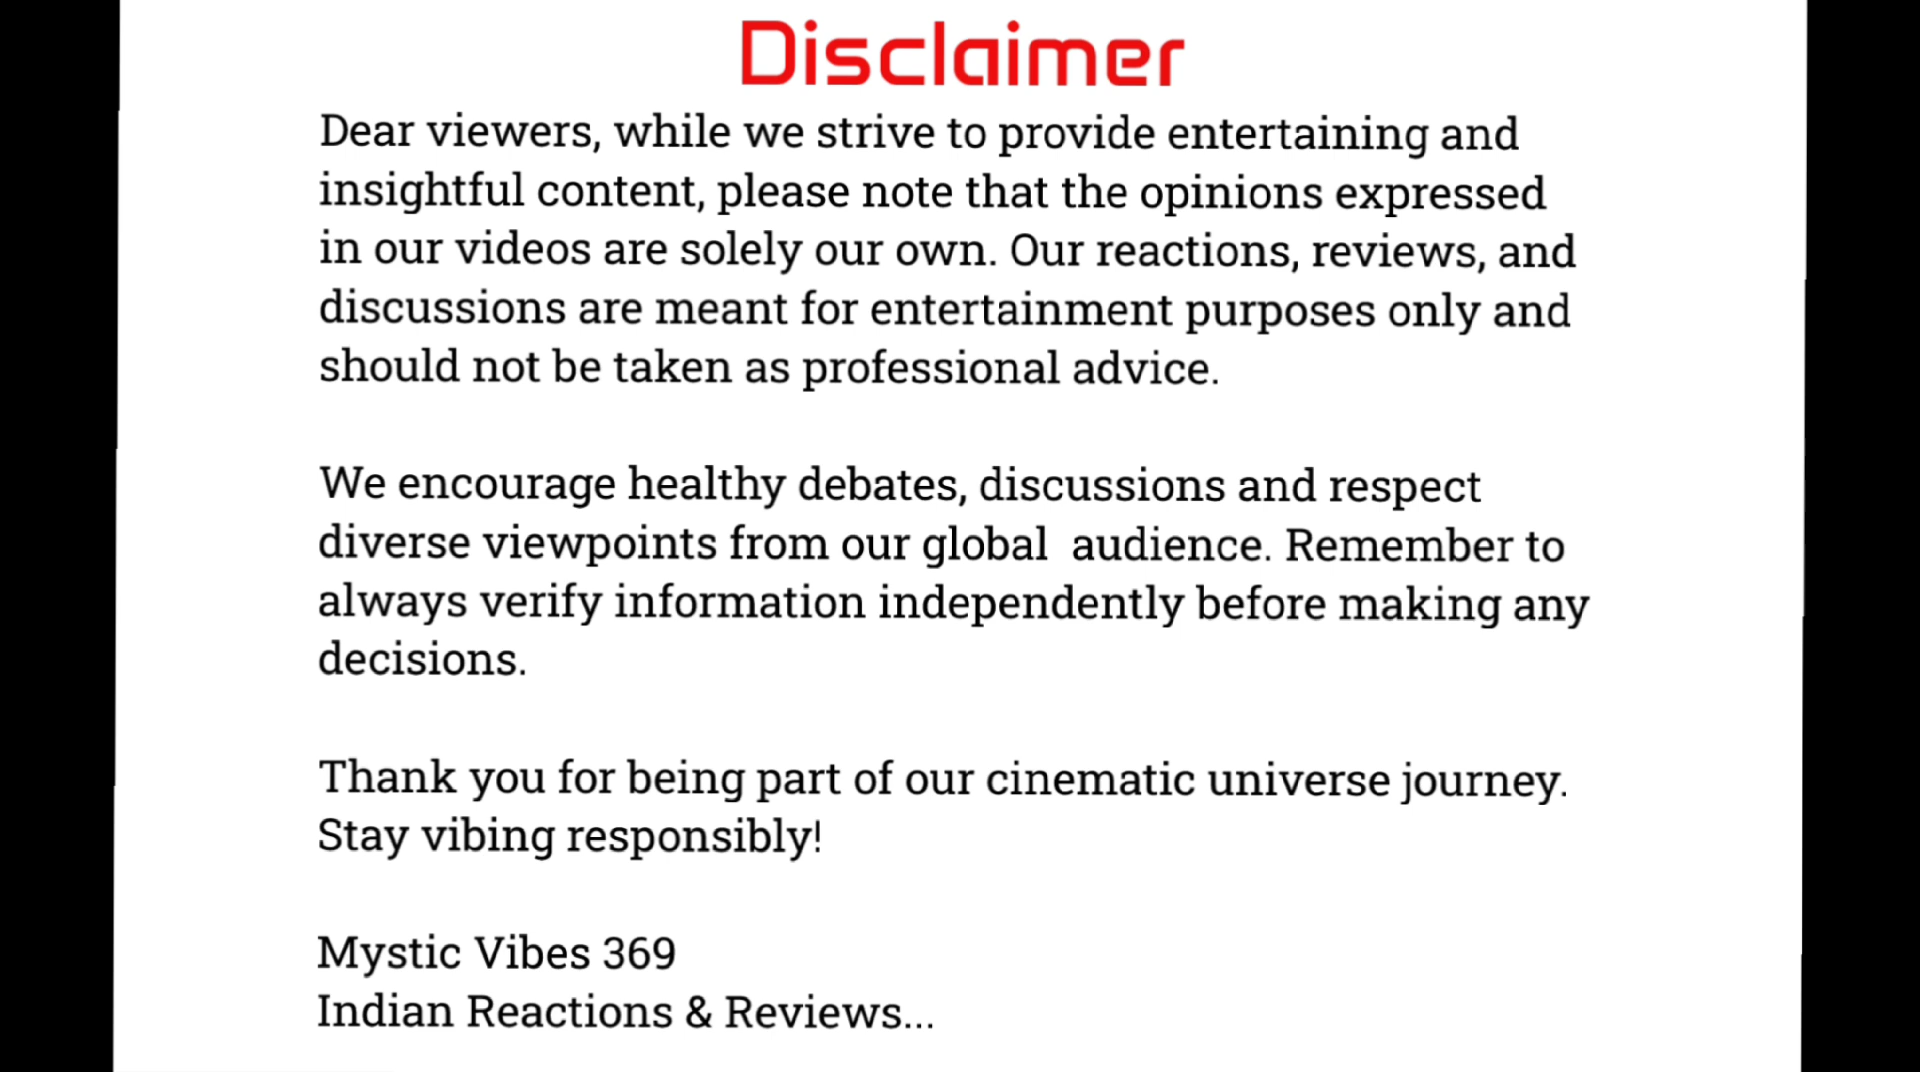 Disclaimer
Dear viewers, while we strive to provide entertaining and
insightful content, please note that the opinions expressed
in our videos are solely our own. Our reactions, reviews, and
discussions are meant for entertainment purposes only and
should not be taken as professional advice.
We encourage healthy debates, discussions and respect
diverse viewpoints from our global  audience. Remember to
always verify information independently before making any
decisions.
Thank you for being part of our cinematic universe journey.
Stay vibing responsibly!
Mystic Vibes 369
Indian Reactions & Reviews...